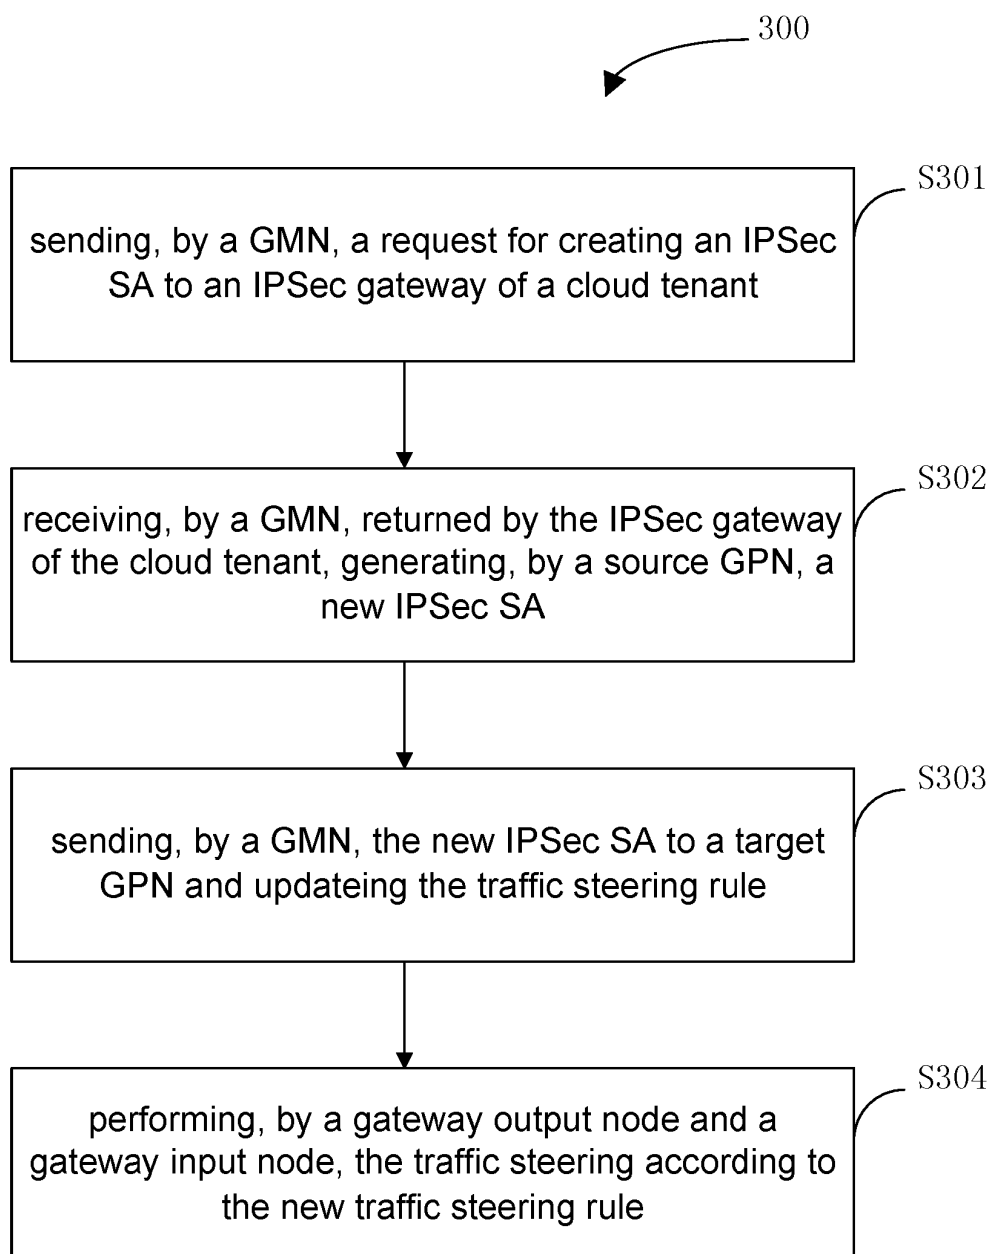 300
S301
sending, by a GMN, a request for creating an IPSec
SA to an IPSec gateway of a cloud tenant
S302
receiving, by a GMN, returned by the IPSec gateway
of the cloud tenant, generating, by a source GPN, a
new IPSec SA
S303
sending, by a GMN, the new IPSec SA to a target
GPN and updateing the traffic steering rule
S304
performing, by a gateway output node and a
gateway input node, the traffic steering according to
the new traffic steering rule